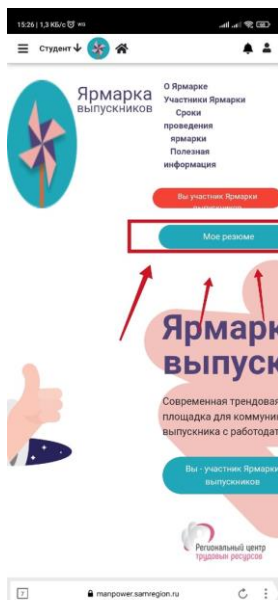 15:26 | 1,3 КБ/с
Студент
Ярмарка
выпускников
О Ярмарке
Участники Ярмарки
Сроки
проведения
ярмарки
Полезная
информация
Вы участник Ярмарки
Мое резюме
Ярмарк
выпуск
Современная трендовая
площадка для коммуни
выпускника с работодат
Вы - участник Ярмарки
выпускников
Региональный центр
трудовых ресурсов
7
manpower.samregion.ru